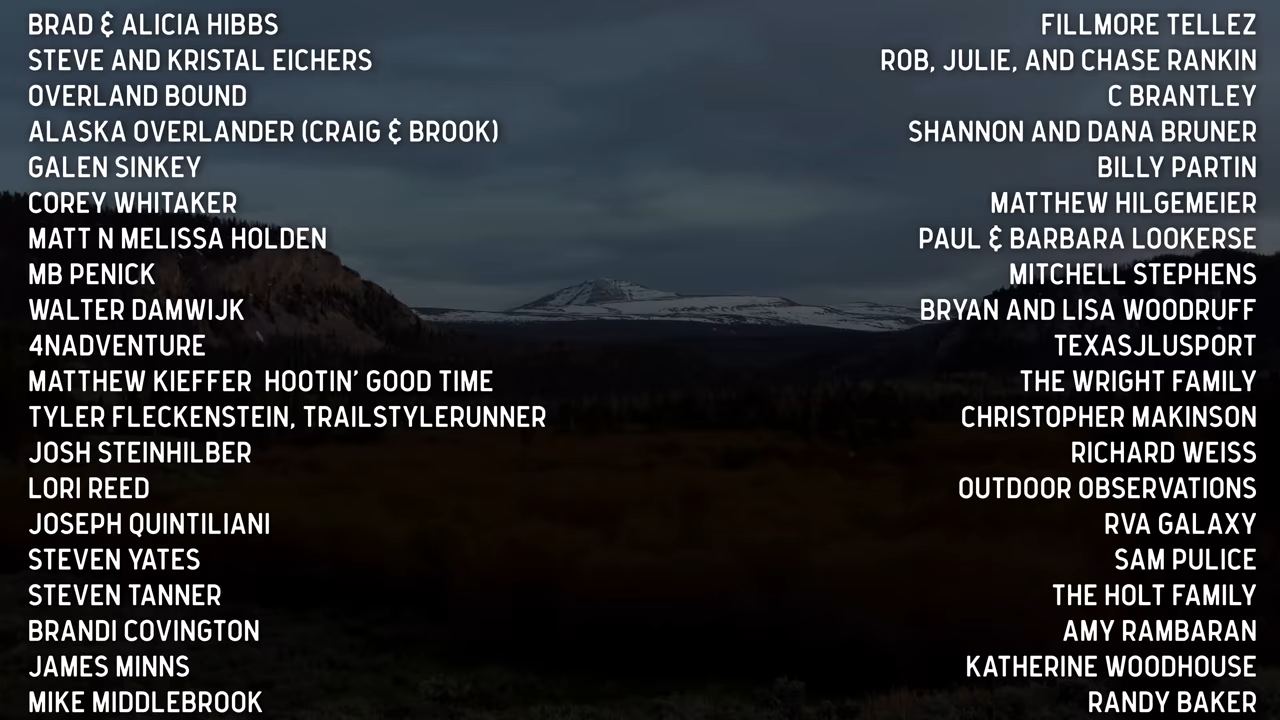 BRAD & ALICIA HIBBS
STEVE AND KRISTAL EICHERS
OVERLAND BOUND
ALASKA OVERLANDER (CRAIG & BROOK)
GALEN SINKEY
COREY WHITAKER
MATT N MELISSA HOLDEN
MB PENICK
WALTER DAMWIJK
4NADVENTURE
MATTHEW KIEFFER HOOTIN' GOOD TIME
TYLER FLECKENSTEIN, TRAILSTYLERUNNER
JOSH STEINHILBER
LORI REED
JOSEPH QUINTILIANI
STEVEN YATES
STEVEN TANNER
BRANDI COVINGTON
JAMES MINNS
MIKE MIDDLEBROOK
FILLMORE TELLEZ
ROB, JULIE, AND CHASE RANKIN
C BRANTLEY
SHANNON AND DANA BRUNER
BILLY PARTIN
MATTHEW HILGEMEIER
PAUL & BARBARA LOOKERSE
MITCHELL STEPHENS
BRYAN AND LISA WOODRUFF
TEXASJLUSPORT
THE WRIGHT FAMILY
CHRISTOPHER MAKINSON
RICHARD WEISS
OUTDOOR OBSERVATIONS
RVA GALAXY
SAM PULICE
THE HOLT FAMILY
AMY RAMBARAN
KATHERINE WOODHOUSE
RANDY BAKER